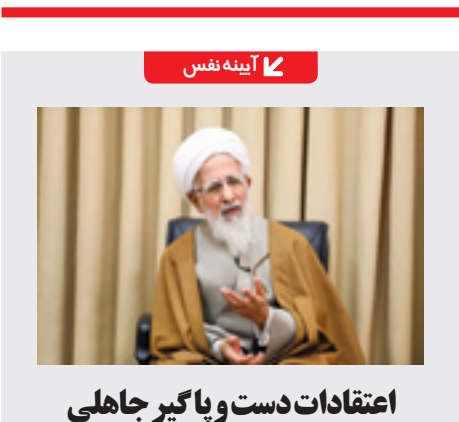 آیینه نفس
اعتقادات دست و پا گیر جاهلی